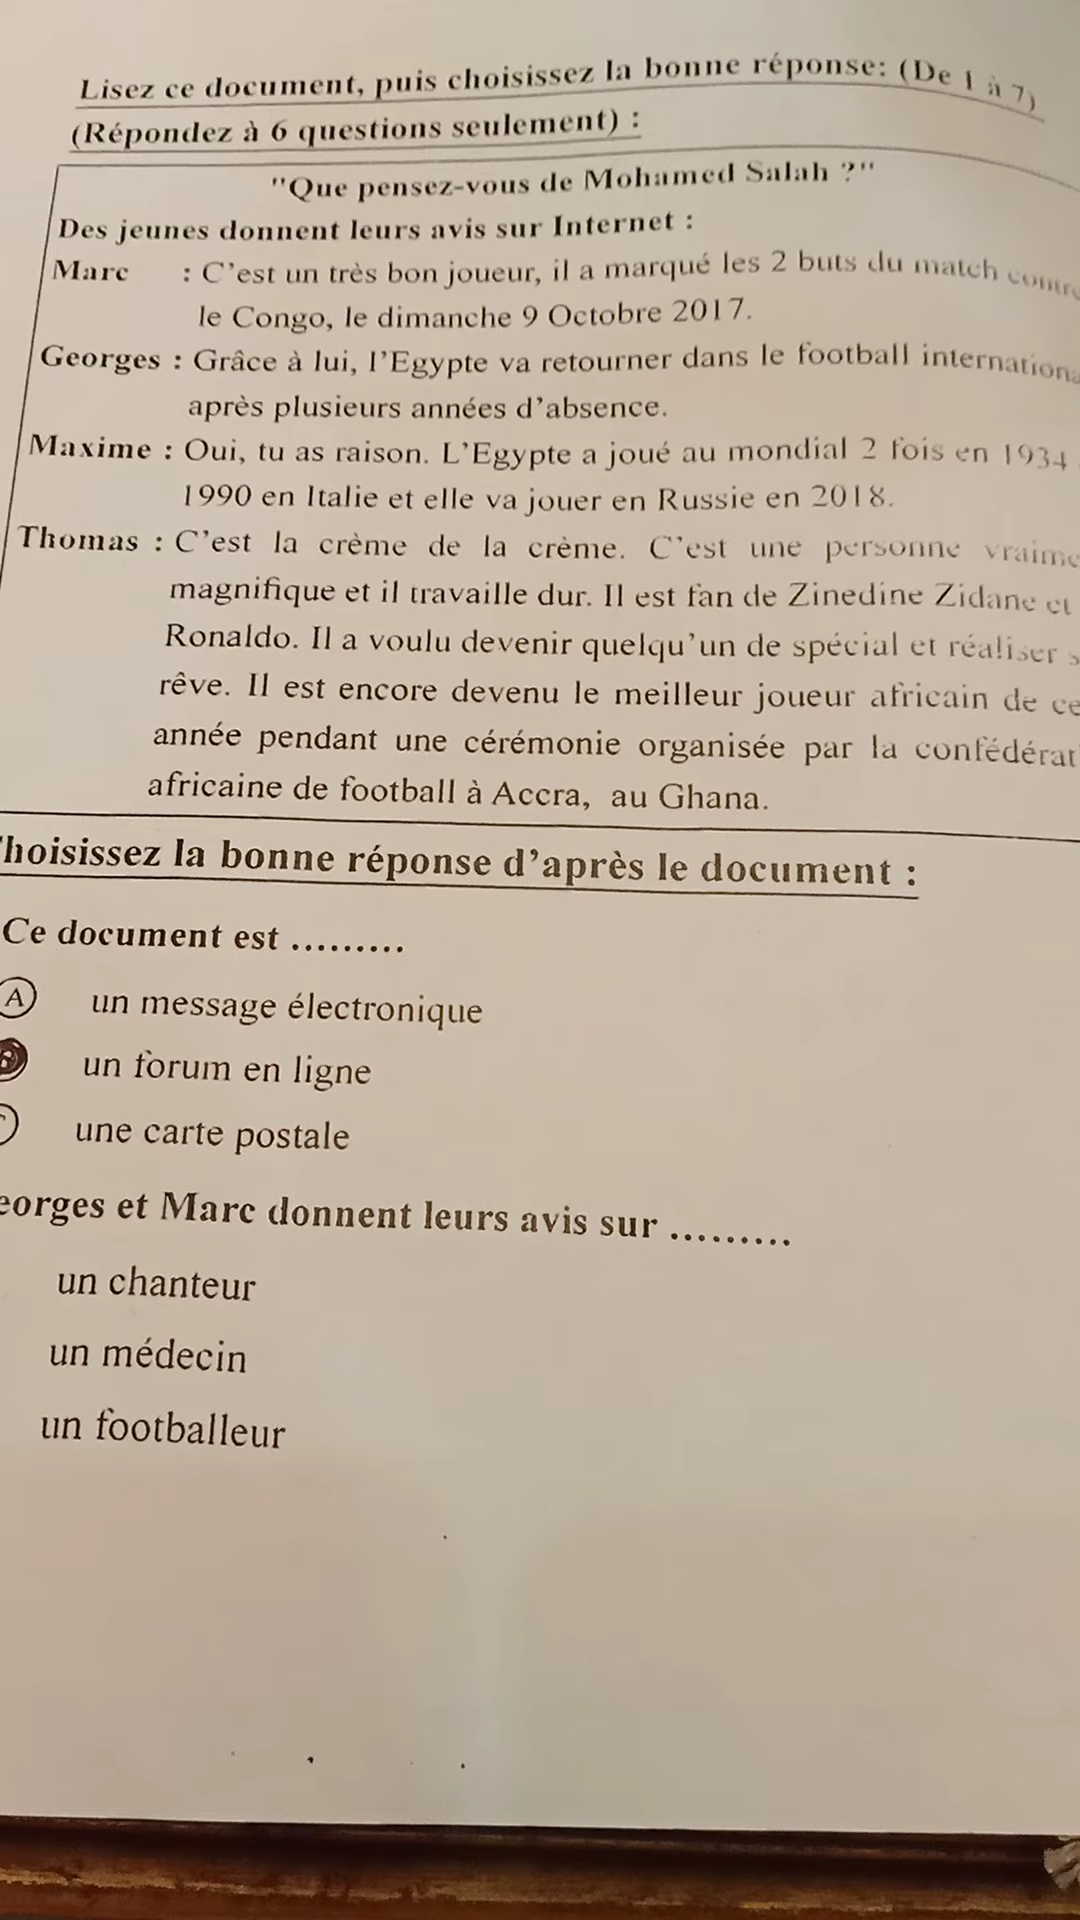 Lisez ce document, puis choisissez la bonne réponse: (De 1 à 7)
(Répondez à 6 questions seulement) :
"Que pensez-vous de Mohamed Salah ?"
Des jeunes donnent leurs avis sur Internet :
Marc : C'est un très bon joueur, il a marqué les 2 buts du match
le Congo, le dimanche 9 Octobre 2017.
Georges : Grâce à lui, l'Egypte va retourner dans le football
après plusieurs années d'absence.
Maxime : Oui, tu as raison. L'Egypte a joué au mondial 2 fois en 1934
1990 en Italie et elle va jouer en Russie en 2018.
Thomas : C'est la crème de la crème. C'est une personne
magnifique et il travaille dur. Il est fan de Zinedine Zidane et
Ronaldo. Il a voulu devenir quelqu'un de spécial et réaliser
rêve. Il est encore devenu le meilleur joueur africain de
année pendant une cérémonie organisée par la
africaine de football à Accra, au Ghana.
hoisissez la bonne réponse d'après le document :
Ce document est .........
A un message électronique
B un forum en ligne
une carte postale
eorges et Marc donnent leurs avis sur .........
un chanteur
un médecin
un footballeur